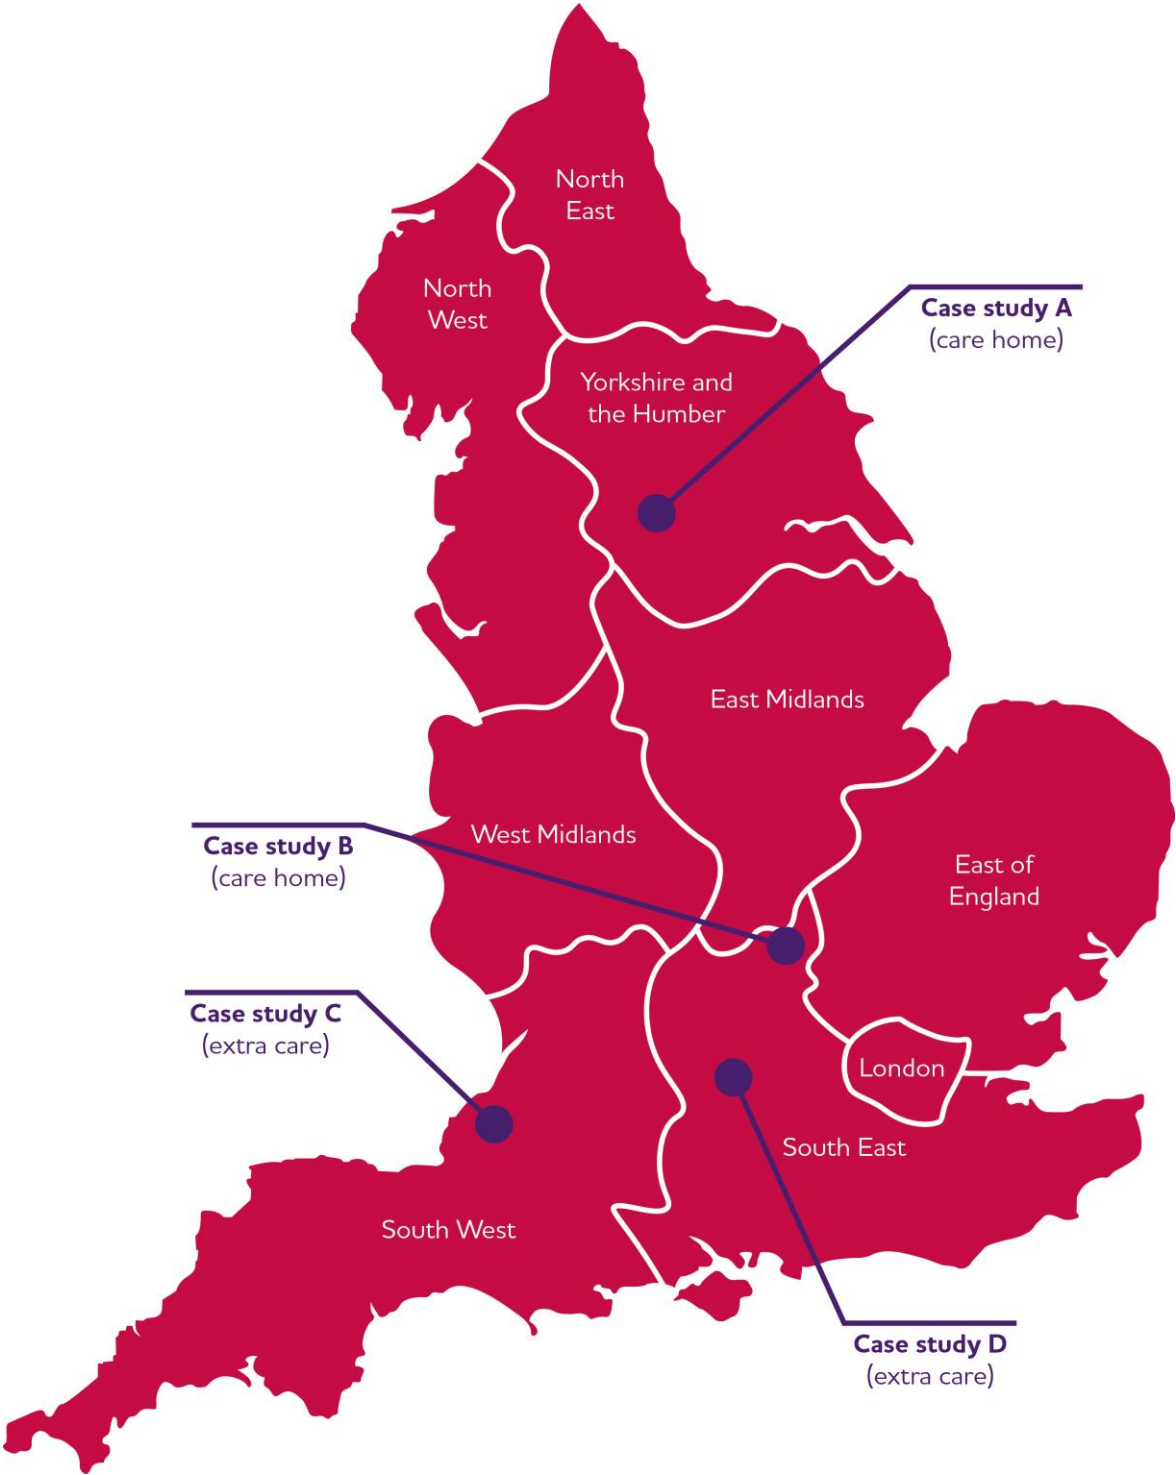 North
East
North
West
Case study A
(care home)
Yorkshire and
the Humber
East Midlands
West Midlands
Case study B
(care home)
East of
England
Case study C
(extra care)
London
South East
South West
Case study D
(extra care)